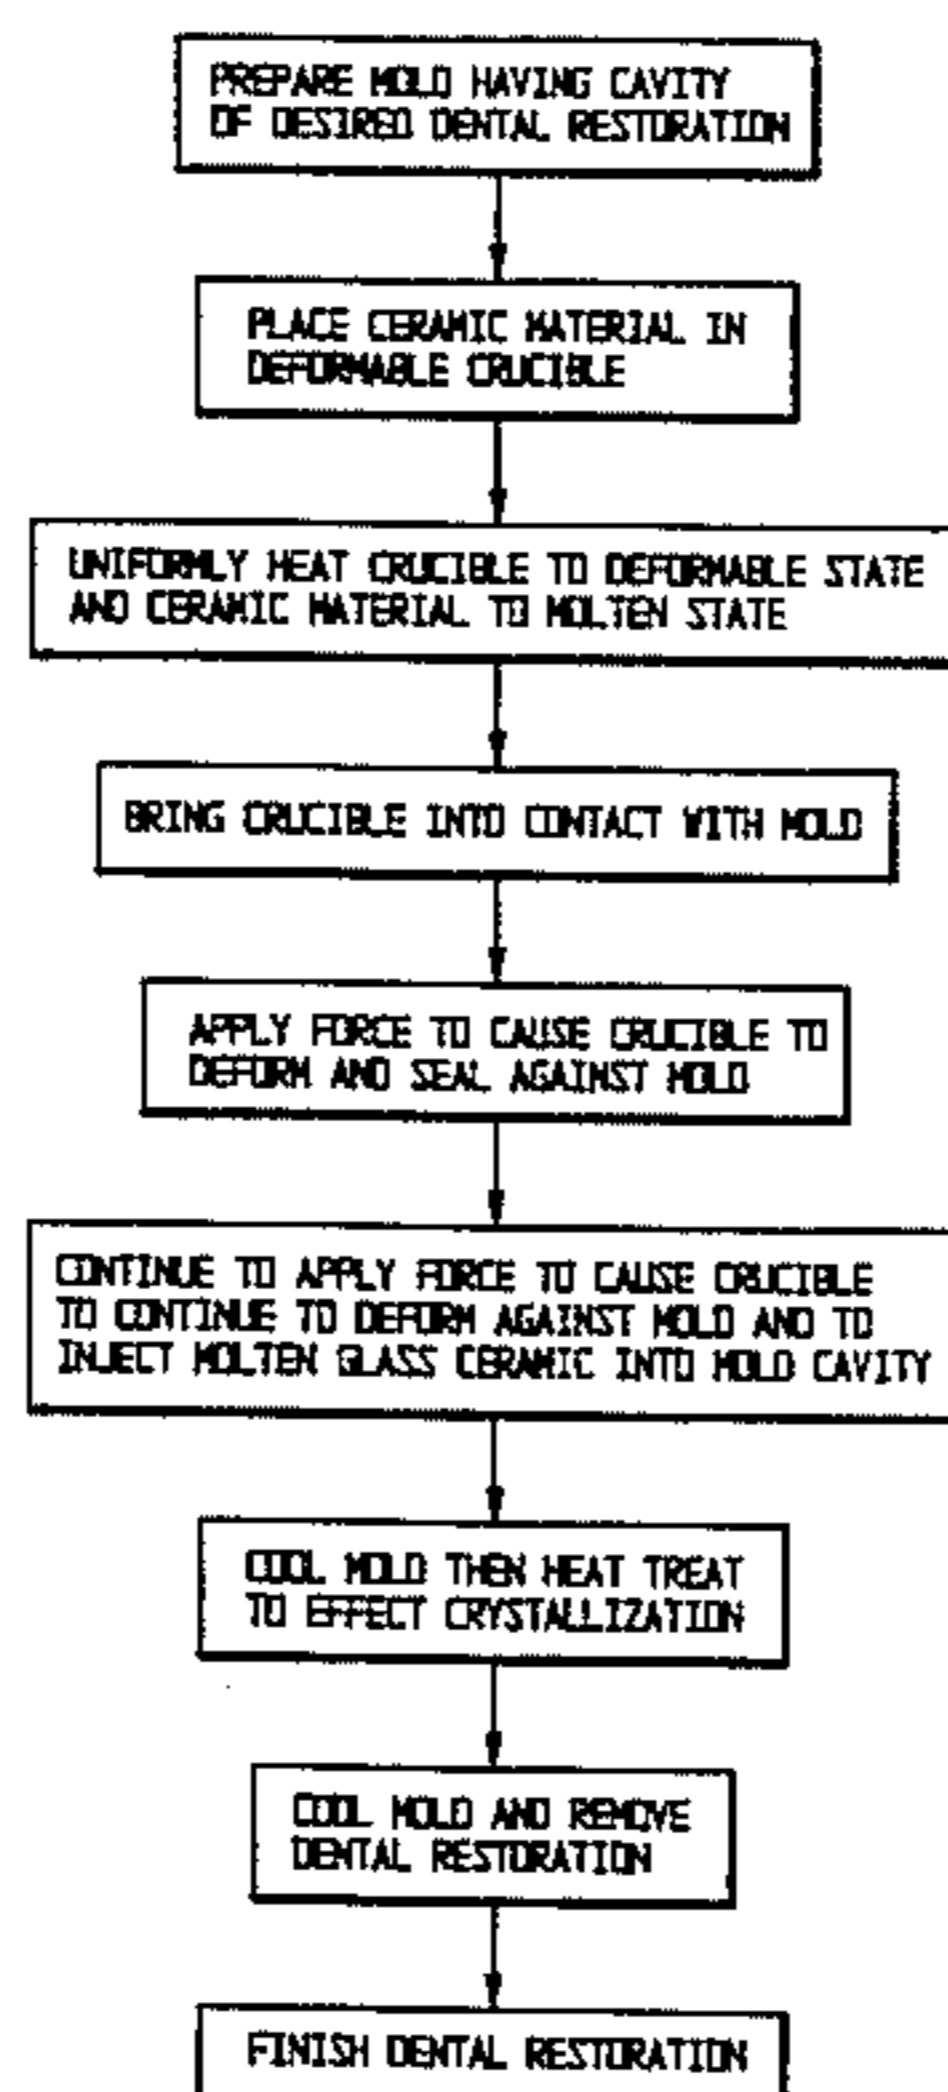 PREPARE MOLD HAVING CAVITY
OF DESIRED DENTAL RESTORATION
PLACE CERAMIC MATERIAL IN
DEFORMABLE CRUCIBLE
UNIFORMLY HEAT CRUCIBLE TO DEFORMABLE STATE
AND CERAMIC MATERIAL TO MOLTEN STATE
BRING CRUCIBLE INTO CONTACT WITH MOLD
APPLY FORCE TO CAUSE CRUCIBLE TO
DEFORM AND SEAL AGAINST MOLD
CONTINUE TO APPLY FORCE TO CAUSE CRUCIBLE
TO CONTINUE TO DEFORM AGAINST MOLD AND TO
INJECT MOLTEN GLASS CERAMIC INTO MOLD CAVITY
COOL MOLD THEN HEAT TREAT
TO EFFECT CRYSTALLIZATION
COOL MOLD AND REMOVE
DENTAL RESTORATION
FINISH DENTAL RESTORATION